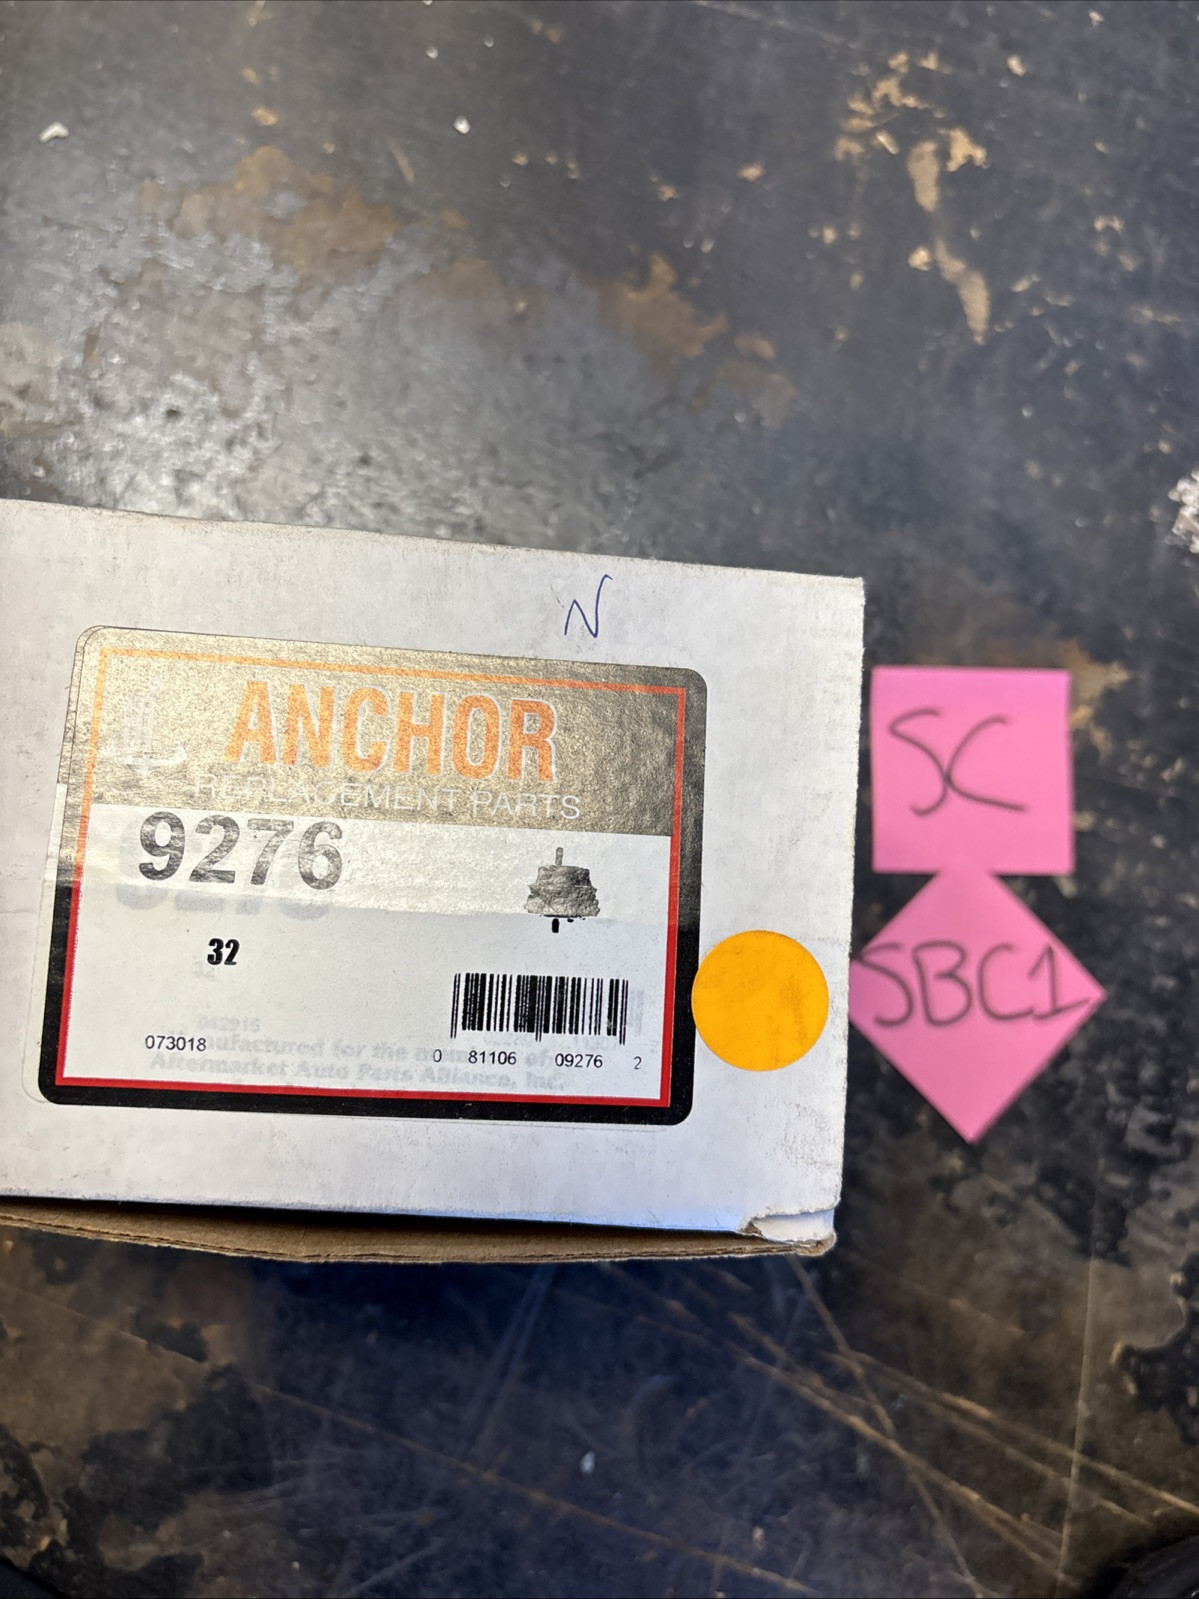 N
ANCHOR
REPLACEMENT PARTS
9276
32
073018
0 81106 09276 2
Manufactured for the members of
Aftermarket Auto Parts Alliance, Inc.
SC
SBC1